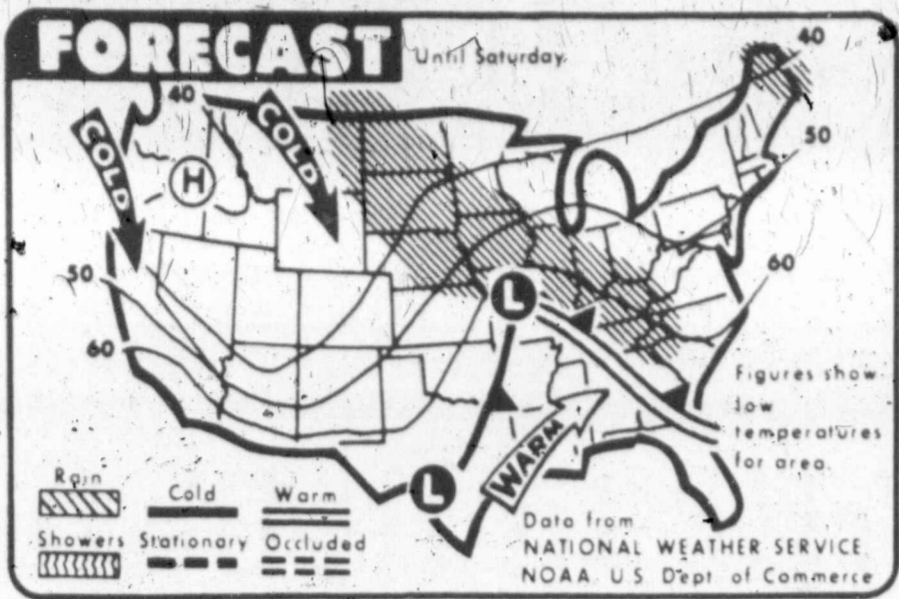 FORECAST
Until Saturday
40
40
COLD
COLD
H
50
50
60
60
L
L
WARM
Figures show
low
temperatures
for area.
Rain
Cold
Warm
Showers
Stationary
Occluded
Data from
NATIONAL WEATHER SERVICE,
NOAA, U.S. Dept. of Commerce